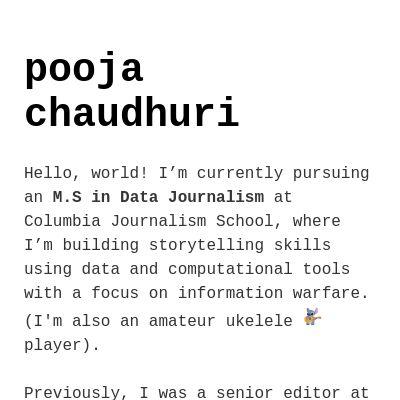 pooja
chaudhuri
Hello, world! I’m currently pursuing
an M.S in Data Journalism at
Columbia Journalism School, where
I’m building storytelling skills
using data and computational tools
with a focus on information warfare.
(I'm also an amateur ukelele
player).
Previously, I was a senior editor at